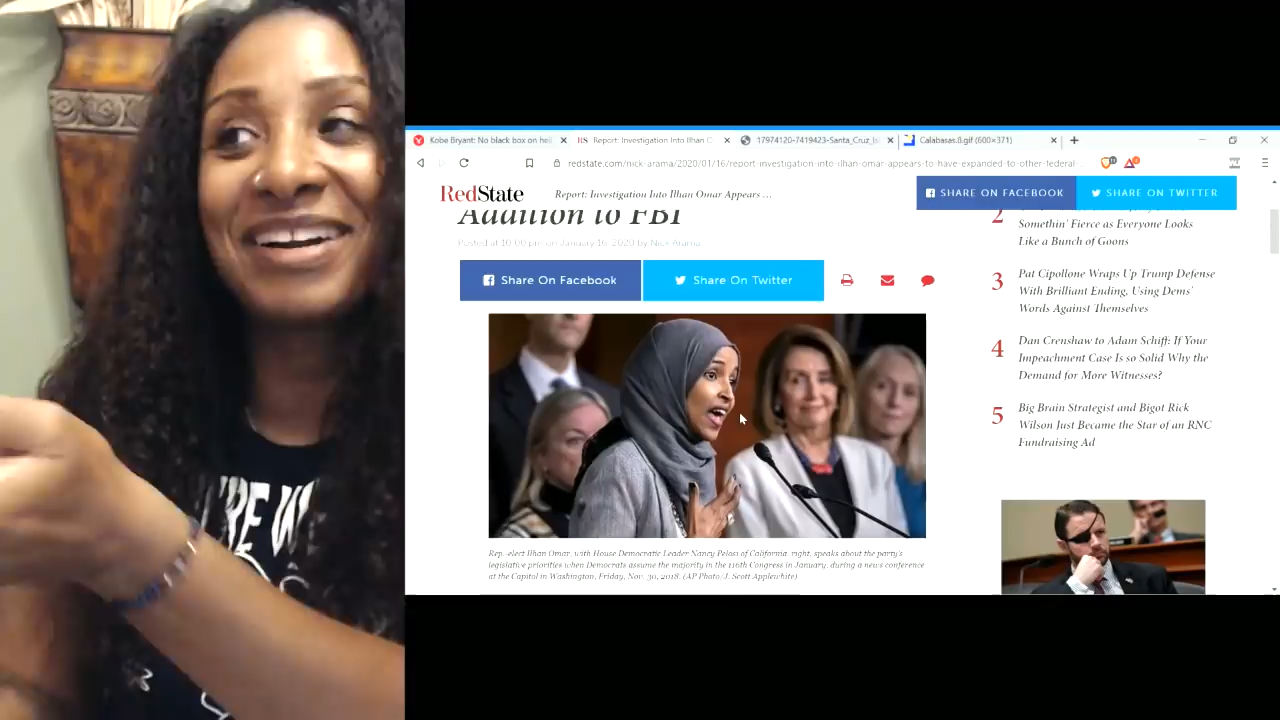 Kobe Bryant: No black box on heli
RS Report: Investigation Into Ilhan O
17974120-7419423-Santa_Cruz_Isl
Calabasas.8.gif (600×371)
redstate.com/nick-arama/2020/01/16/report-investigation-into-ilhan-omar-appears-to-have-expanded-to-other-federal-
RedState
Report: Investigation Into Ilhan Omar Appears ...
SHARE ON FACEBOOK
SHARE ON TWITTER
Addition to FBI
Posted at 10:00 pm on January 16, 2020 by Nick Arama
Share On Facebook
Share On Twitter
Rep.-elect Ilhan Omar, with House Democratic Leader Nancy Pelosi of California, right, speaks about the party's
legislative priorities when Democrats assume the majority in the 116th Congress in January, during a news conference
at the Capitol in Washington, Friday, Nov. 30, 2018. (AP Photo/J. Scott Applewhite)
2
Somethin' Fierce as Everyone Looks
Like a Bunch of Goons
3 Pat Cipollone Wraps Up Trump Defense
With Brilliant Ending, Using Dems'
Words Against Themselves
4 Dan Crenshaw to Adam Schiff: If Your
Impeachment Case Is so Solid Why the
Demand for More Witnesses?
5 Big Brain Strategist and Bigot Rick
Wilson Just Became the Star of an RNC
Fundraising Ad